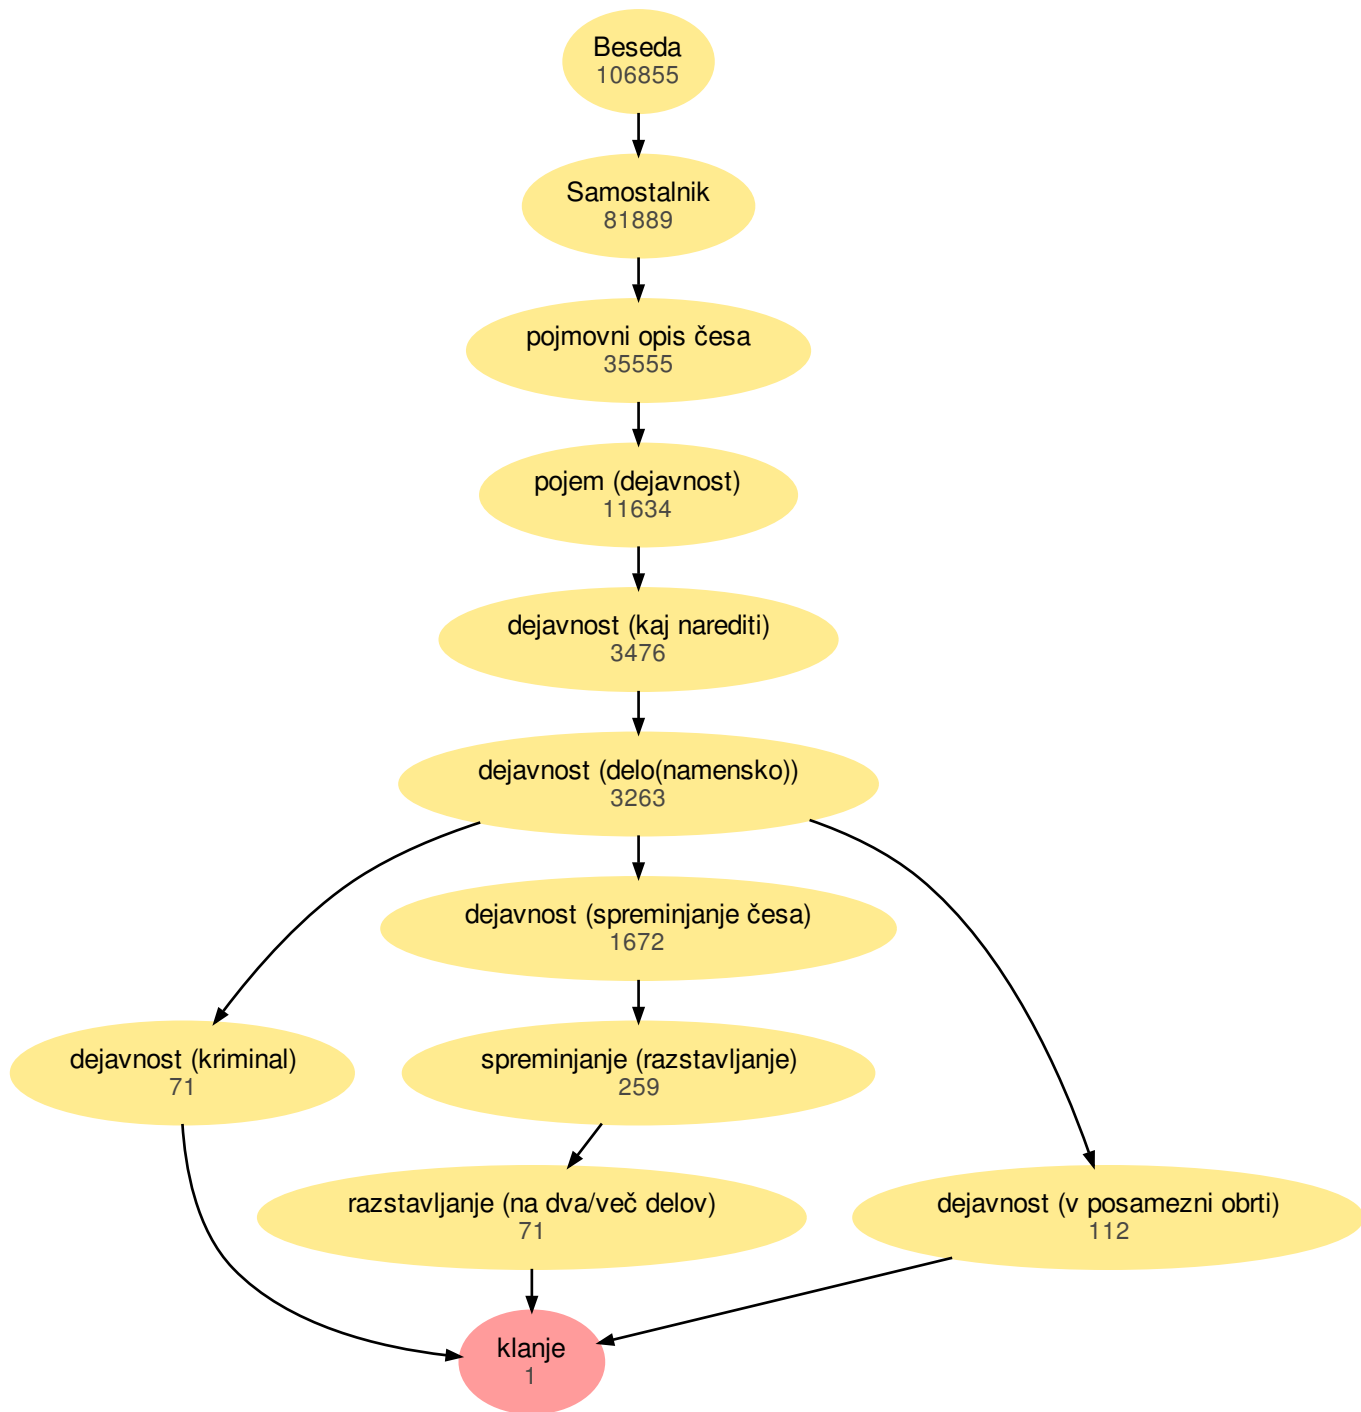 Beseda
106855
Samostalnik
81889
pojmovni opis česa
35555
pojem (dejavnost)
11634
dejavnost (kaj narediti)
3476
dejavnost (delo(namensko))
3263
dejavnost (spreminjanje česa)
1672
dejavnost (kriminal)
71
spreminjanje (razstavljanje)
259
razstavljanje (na dva/več delov)
71
dejavnost (v posamezni obrti)
112
klanje
1